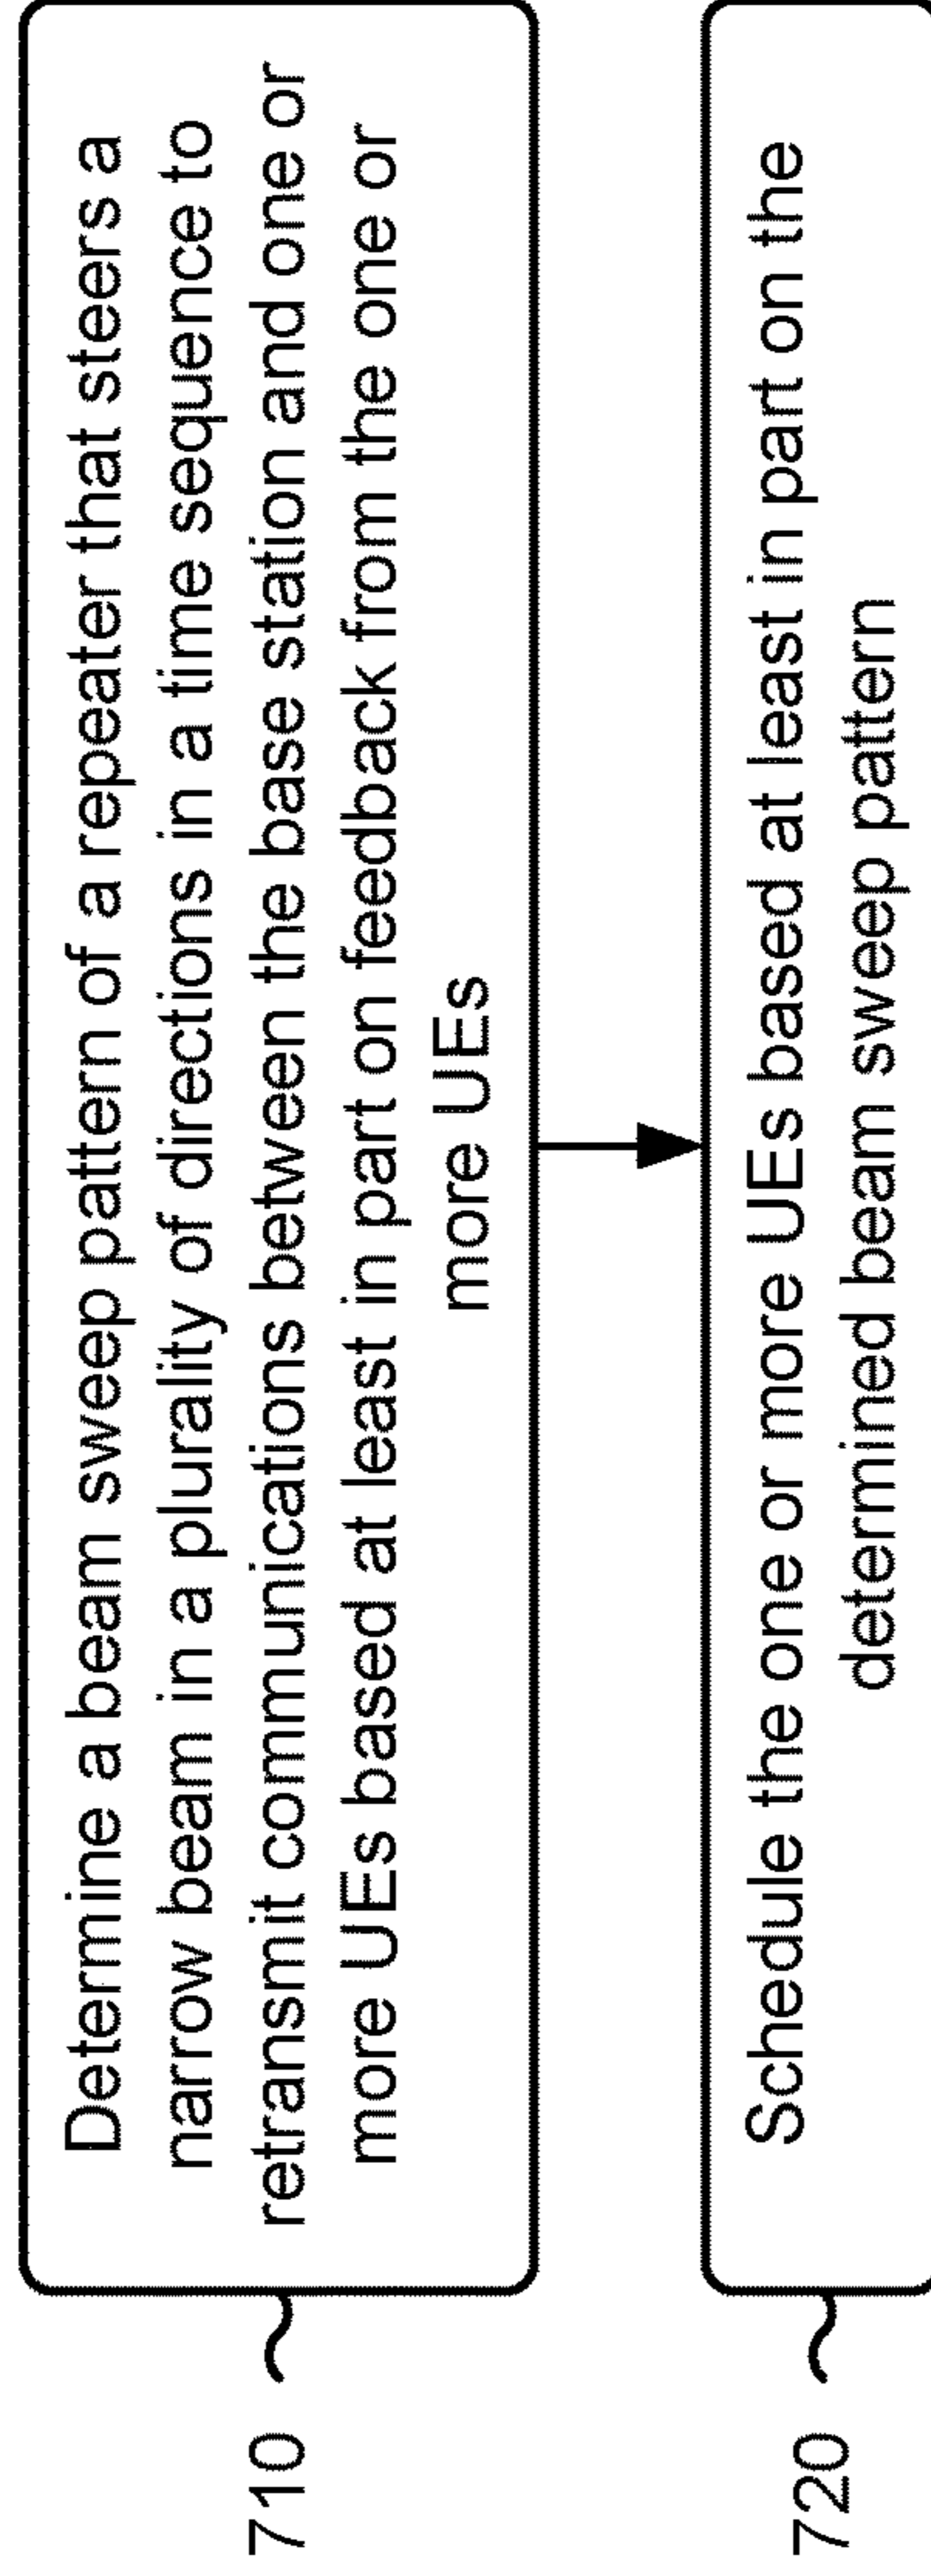 710
Determine a beam sweep pattern of a repeater that steers a
narrow beam in a plurality of directions in a time sequence to
retransmit communications between the base station and one or
more UEs based at least in part on feedback from the one or
more UEs
720
Schedule the one or more UEs based at least in part on the
determined beam sweep pattern